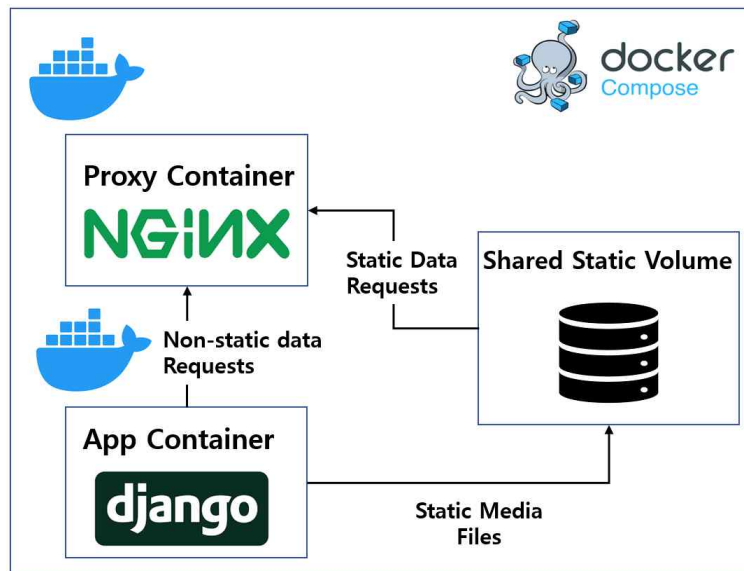 docker
Compose
Proxy Container
NGiNX
Static Data
Requests
Shared Static Volume
Non-static data
Requests
App Container
django
Static Media
Files